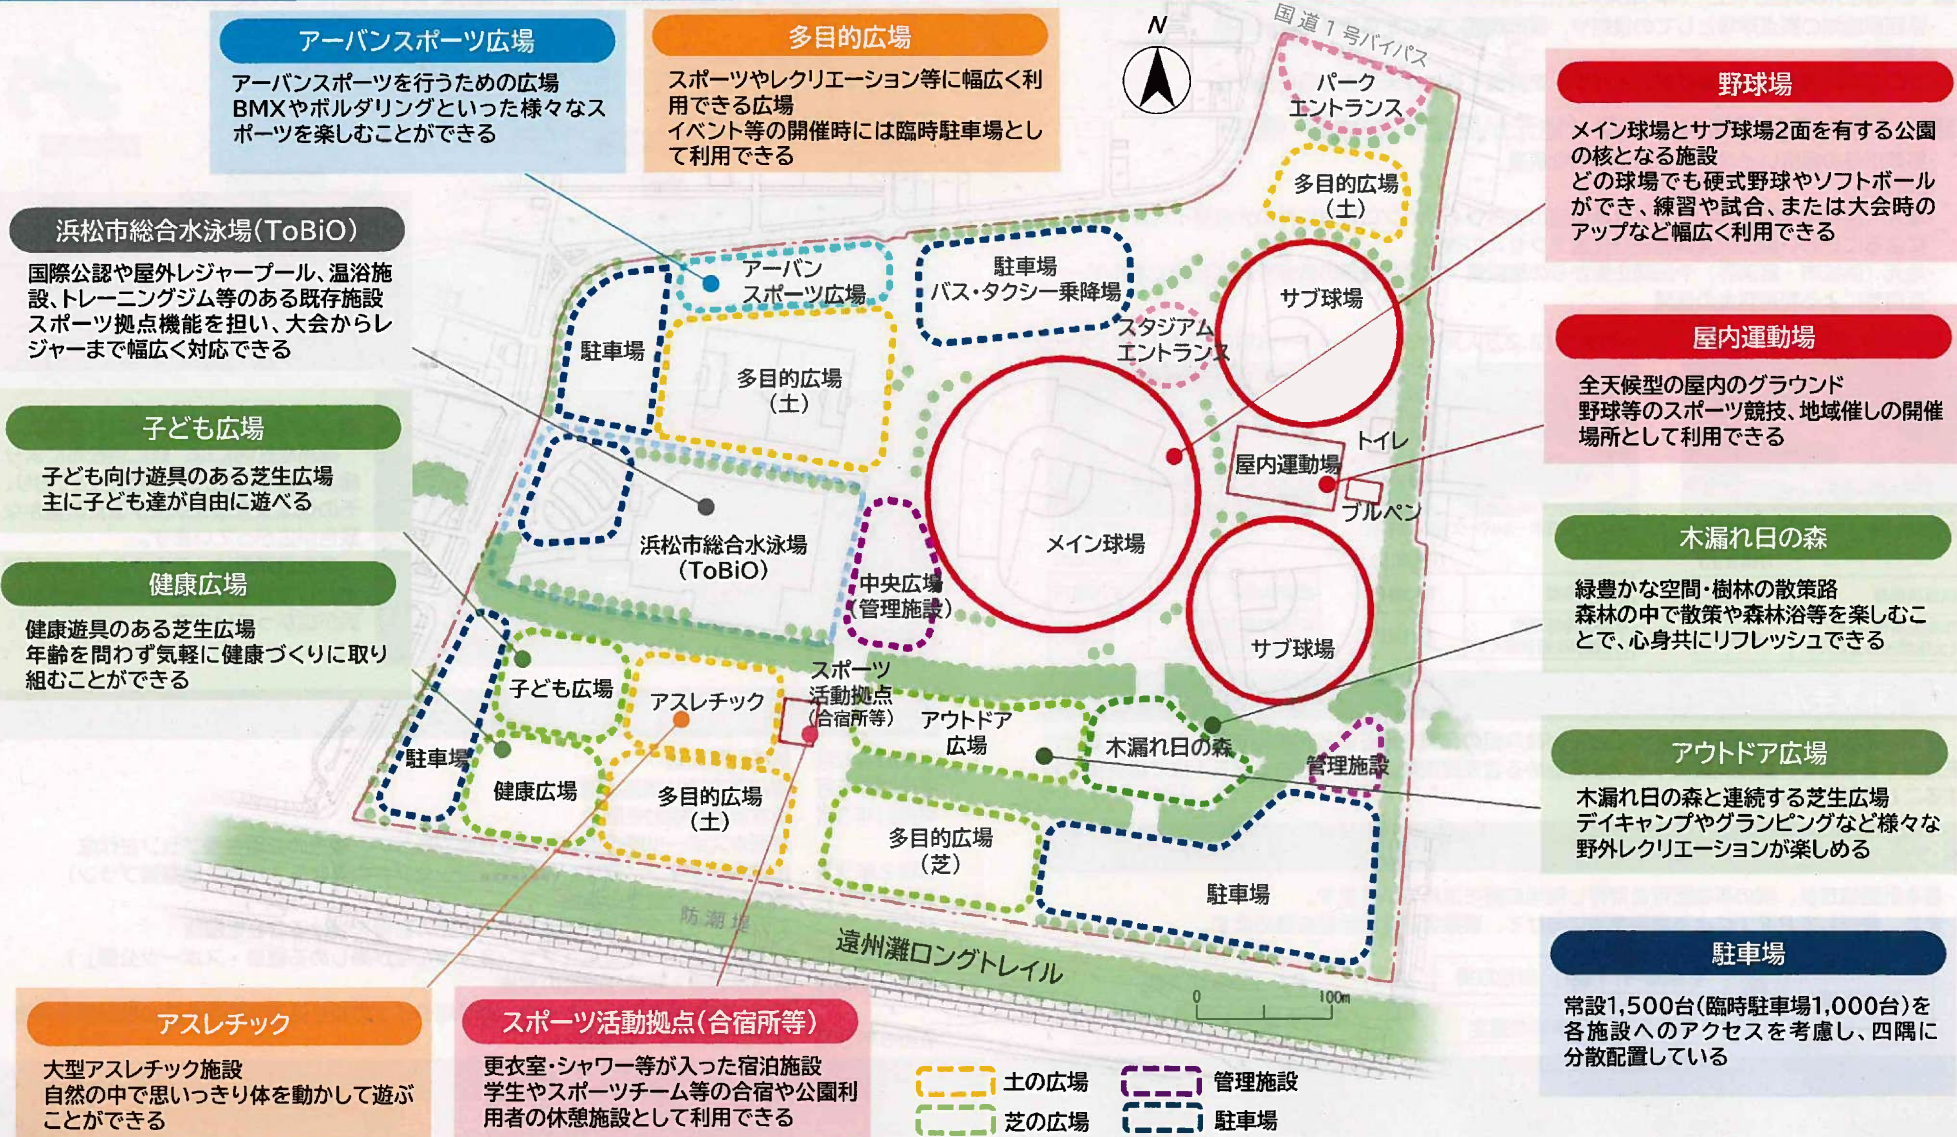 アーバンスポーツ広場
アーバンスポーツを行うための広場
BMXやボルダリングといった様々なス
ポーツを楽しむことができる
多目的広場
スポーツやレクリエーション等に幅広く利
用できる広場
イベント等の開催時には臨時駐車場とし
て利用できる
N
国道1号バイパス
野球場
メイン球場とサブ球場2面を有する公園
の核となる施設
どの球場でも硬式野球やソフトボール
ができ、練習や試合、または大会時の
アップなど幅広く利用できる
浜松市総合水泳場(ToBiO)
国際公認や屋外レジャープール、温浴施
設、トレーニングジム等のある既存施設
スポーツ拠点機能を担い、大会からレ
ジャーまで幅広く対応できる
屋内運動場
全天候型の屋内のグラウンド
野球等のスポーツ競技、地域催しの開催
場所として利用できる
子ども広場
子ども向け遊具のある芝生広場
主に子ども達が自由に遊べる
木漏れ日の森
緑豊かな空間・樹林の散策路
森林の中で散策や森林浴等を楽しむこ
とで、心身共にリフレッシュできる
健康広場
健康遊具のある芝生広場
年齢を問わず気軽に健康づくりに取り
組むことができる
アウトドア広場
木漏れ日の森と連続する芝生広場
デイキャンプやグランピングなど様々な
野外レクリエーションが楽しめる
駐車場
常設1,500台(臨時駐車場1,000台)を
各施設へのアクセスを考慮し、四隅に
分散配置している
アスレチック
大型アスレチック施設
自然の中で思いっきり体を動かして遊ぶ
ことができる
スポーツ活動拠点(合宿所等)
更衣室・シャワー等が入った宿泊施設
学生やスポーツチーム等の合宿や公園利
用者の休憩施設として利用できる
パーク
エントランス
多目的広場
(土)
アーバン
スポーツ広場
駐車場
バス・タクシー乗降場
サブ球場
スタジアム
エントランス
駐車場
多目的広場
(土)
トイレ
屋内運動場
ブルペン
メイン球場
浜松市総合水泳場
(ToBiO)
中央広場
(管理施設)
サブ球場
スポーツ
活動拠点
(合宿所等)
子ども広場
アスレチック
アウトドア
広場
木漏れ日の森
管理施設
駐車場
健康広場
多目的広場
(土)
多目的広場
(芝)
駐車場
防潮堤
遠州灘ロングトレイル
0
100m
土の広場
管理施設
芝の広場
駐車場